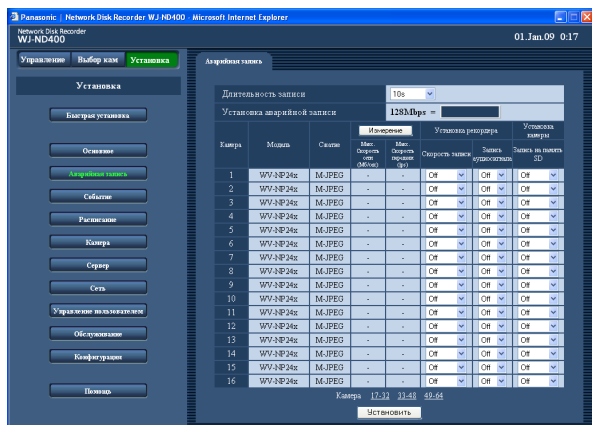 Panasonic | Network Disk Recorder WJ-ND400 - Microsoft Internet Explorer
Network Disk Recorder
WJ-ND400
01.Jan.09 0:17
Управление Выбор кам Установка
Аварийная запись
Установка
Быстрая установка
Основное
Аварийная запись
Событие
Расписание
Камера
Сервер
Сеть
Управление пользователем
Обслуживание
Конфигурация
Помощь
Длительность записи 10s
Установка аварийной записи 128Mbps =
Камера Модель Сжатие Измерение Установка рекордера Установка камеры
Макс. Скорость сети (Мб/сек) Макс. Скорость передачи (ips) Скорость записи Запись аудиосигнала Запись на память SD
1 WV-NP24x M-JPEG - - Off Off Off
2 WV-NP24x M-JPEG - - Off Off Off
3 WV-NP24x M-JPEG - - Off Off Off
4 WV-NP24x M-JPEG - - Off Off Off
5 WV-NP24x M-JPEG - - Off Off Off
6 WV-NP24x M-JPEG - - Off Off Off
7 WV-NP24x M-JPEG - - Off Off Off
8 WV-NP24x M-JPEG - - Off Off Off
9 WV-NP24x M-JPEG - - Off Off Off
10 WV-NP24x M-JPEG - - Off Off Off
11 WV-NP24x M-JPEG - - Off Off Off
12 WV-NP24x M-JPEG - - Off Off Off
13 WV-NP24x M-JPEG - - Off Off Off
14 WV-NP24x M-JPEG - - Off Off Off
15 WV-NP24x M-JPEG - - Off Off Off
16 WV-NP24x M-JPEG - - Off Off Off
Камера 17-32 33-48 49-64
Установить